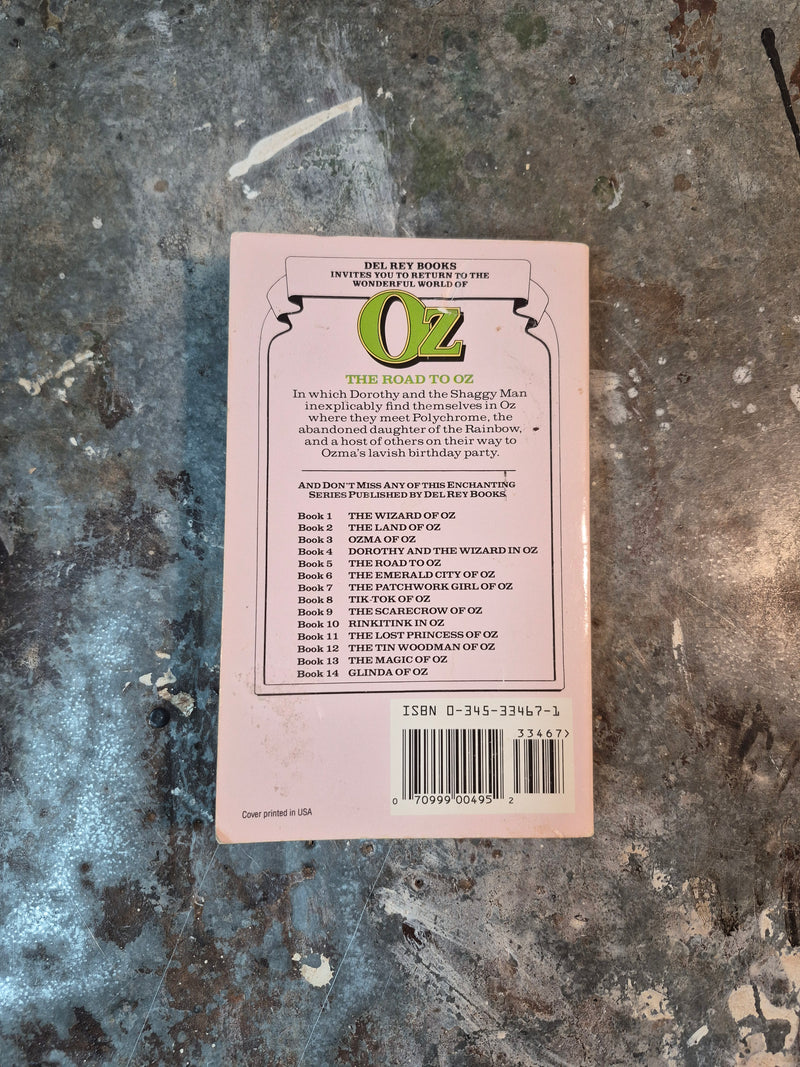 DEL REY BOOKS
INVITES YOU TO RETURN TO THE
WONDERFUL WORLD OF
Oz
THE ROAD TO OZ
In which Dorothy and the Shaggy Man
inexplicably find themselves in Oz
where they meet Polychrome, the
abandoned daughter of the Rainbow,
and a host of others on their way to
Ozma's lavish birthday party.
AND DON'T MISS ANY OF THIS ENCHANTING
SERIES PUBLISHED BY DEL REY BOOKS
Book 1 THE WIZARD OF OZ
Book 2 THE LAND OF OZ
Book 3 OZMA OF OZ
Book 4 DOROTHY AND THE WIZARD IN OZ
Book 5 THE ROAD TO OZ
Book 6 THE EMERALD CITY OF OZ
Book 7 THE PATCHWORK GIRL OF OZ
Book 8 TIK-TOK OF OZ
Book 9 THE SCARECROW OF OZ
Book 10 RINKITINK IN OZ
Book 11 THE LOST PRINCESS OF OZ
Book 12 THE TIN WOODMAN OF OZ
Book 13 THE MAGIC OF OZ
Book 14 GLINDA OF OZ
ISBN 0-345-33467-1
33467>
0 70999 00495 2
Cover printed in USA